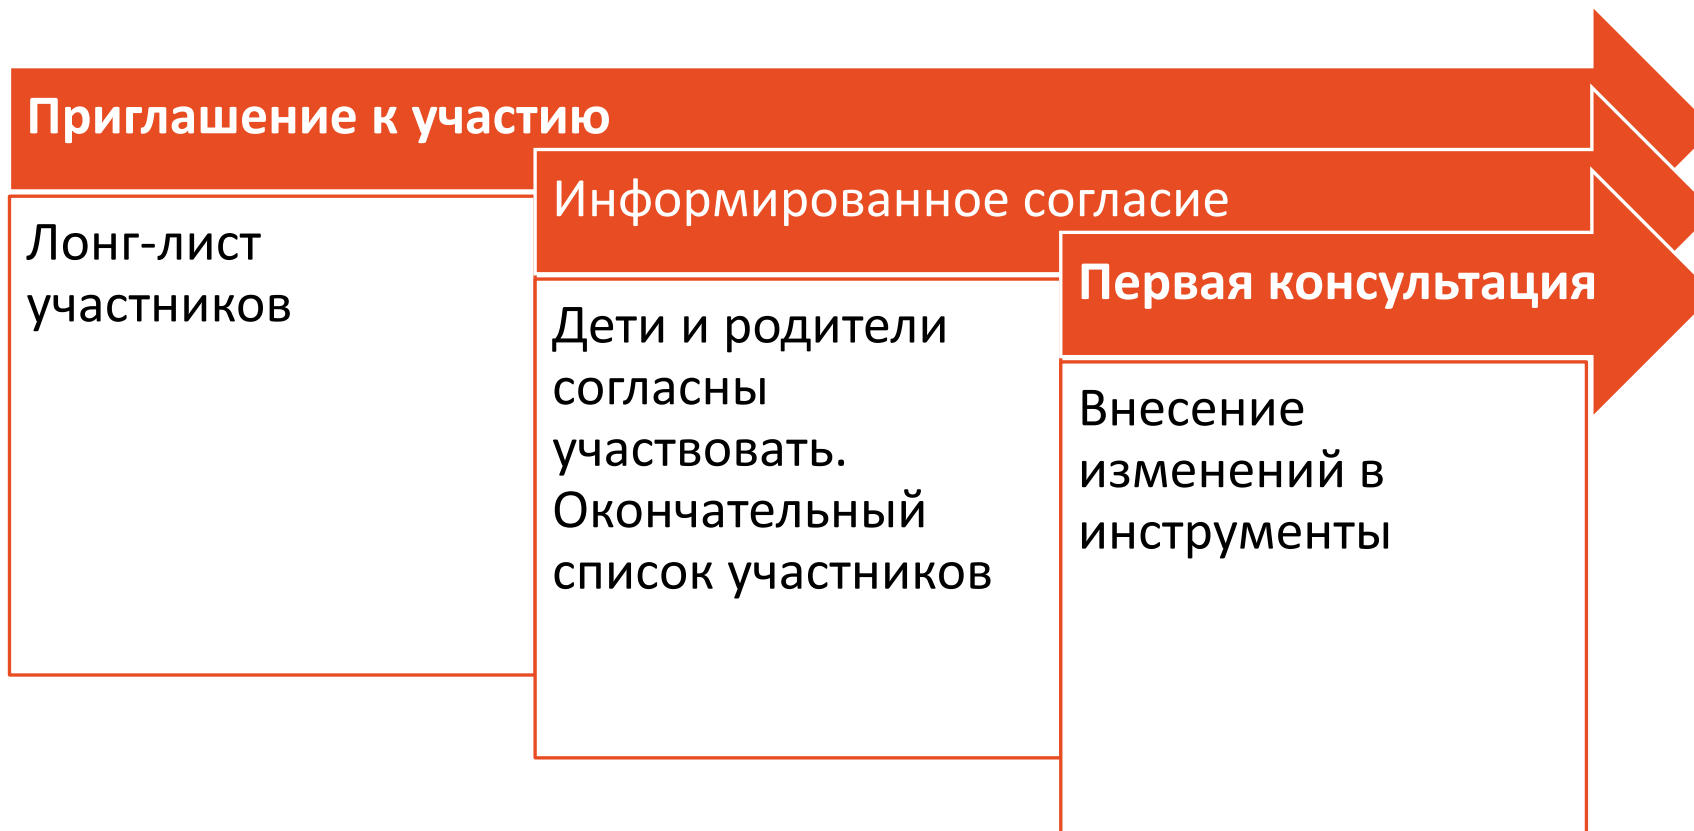 Приглашение к участию
Лонг-лист
участников
Информированное согласие
Дети и родители
согласны
участвовать.
Окончательный
список участников
Первая консультация
Внесение
изменений в
инструменты